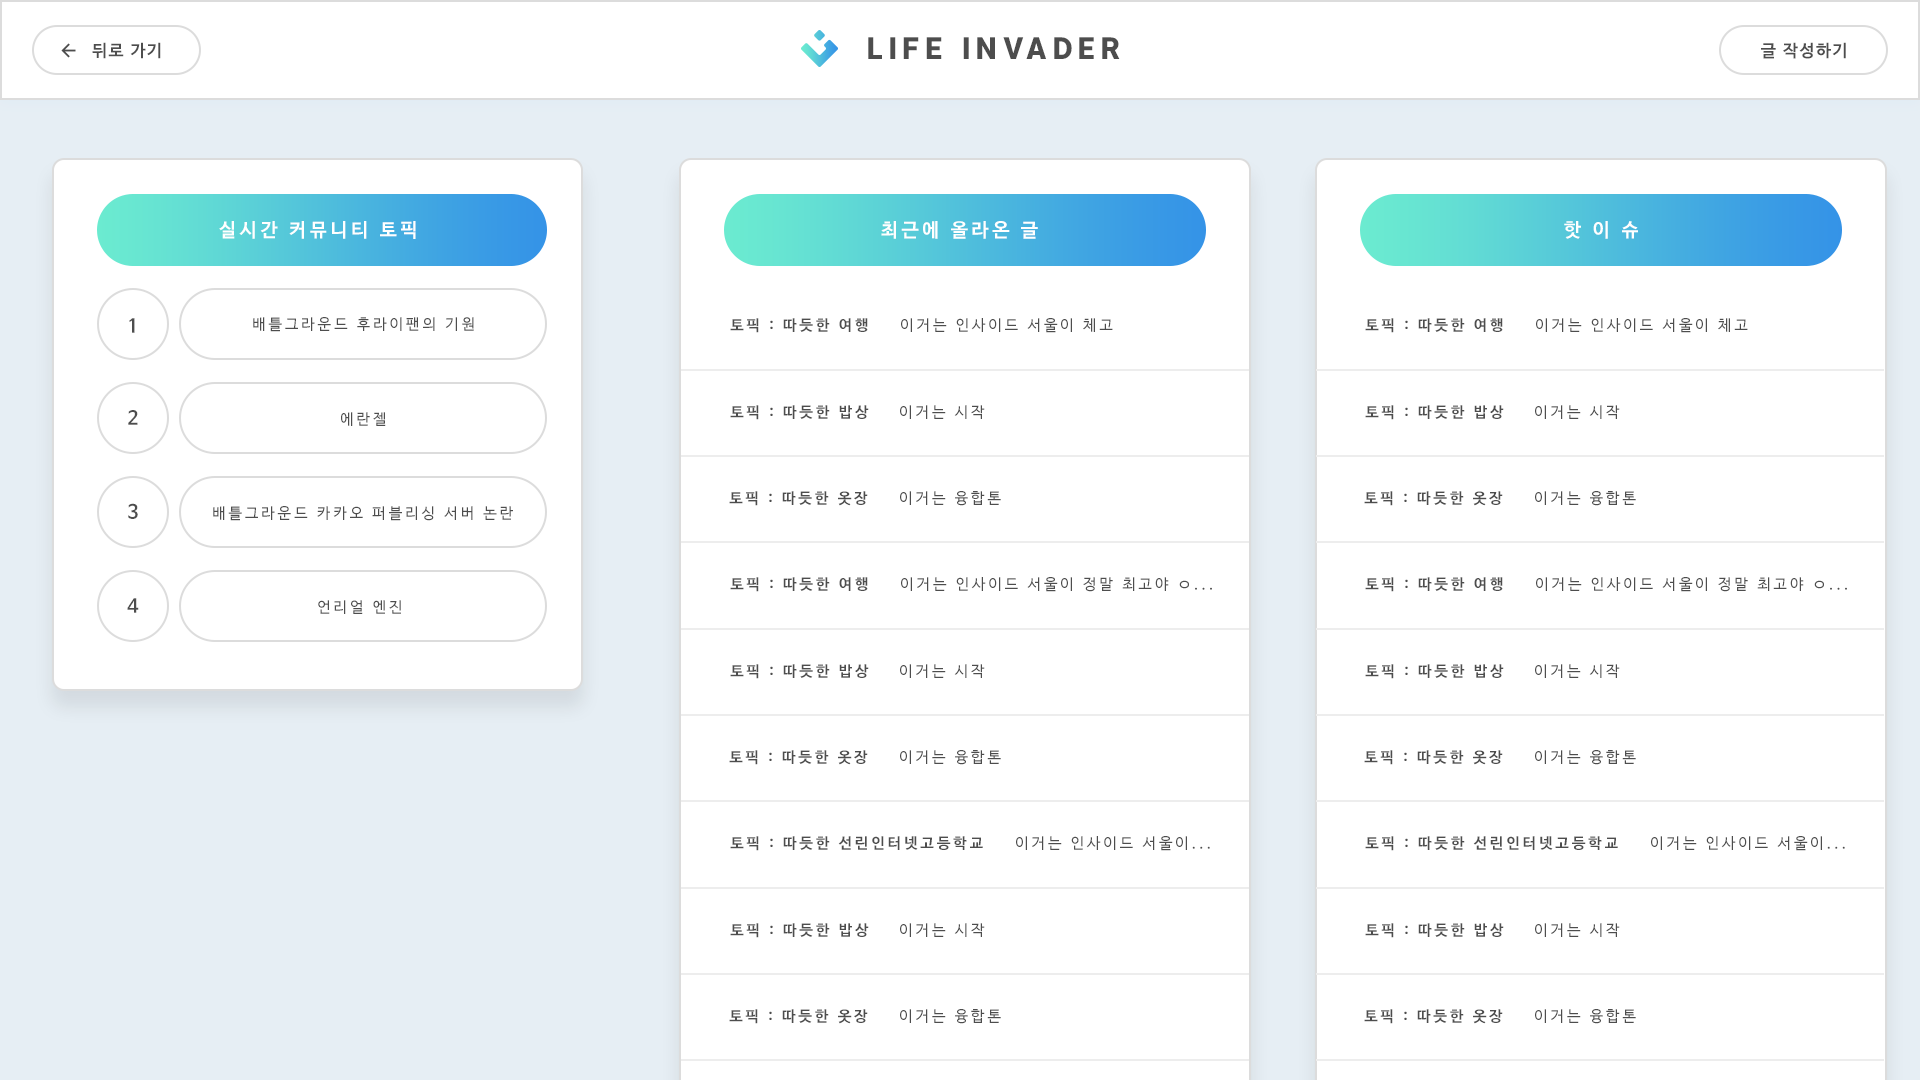 뒤로 가기
LIFE INVADER
글 작성하기
실시간 커뮤니티 토픽
1 배틀그라운드 후라이팬의 기원
2 에란젤
3 배틀그라운드 카카오 퍼블리싱 서버 논란
4 언리얼 엔진
최근에 올라온 글
토픽 : 따듯한 여행 이거는 인사이드 서울이 체고
토픽 : 따듯한 밥상 이거는 시작
토픽 : 따듯한 옷장 이거는 융합톤
토픽 : 따듯한 여행 이거는 인사이드 서울이 정말 최고야 ㅇ...
토픽 : 따듯한 밥상 이거는 시작
토픽 : 따듯한 옷장 이거는 융합톤
토픽 : 따듯한 선린인터넷고등학교 이거는 인사이드 서울이...
토픽 : 따듯한 밥상 이거는 시작
토픽 : 따듯한 옷장 이거는 융합톤
핫 이 슈
토픽 : 따듯한 여행 이거는 인사이드 서울이 체고
토픽 : 따듯한 밥상 이거는 시작
토픽 : 따듯한 옷장 이거는 융합톤
토픽 : 따듯한 여행 이거는 인사이드 서울이 정말 최고야 ㅇ...
토픽 : 따듯한 밥상 이거는 시작
토픽 : 따듯한 옷장 이거는 융합톤
토픽 : 따듯한 선린인터넷고등학교 이거는 인사이드 서울이...
토픽 : 따듯한 밥상 이거는 시작
토픽 : 따듯한 옷장 이거는 융합톤